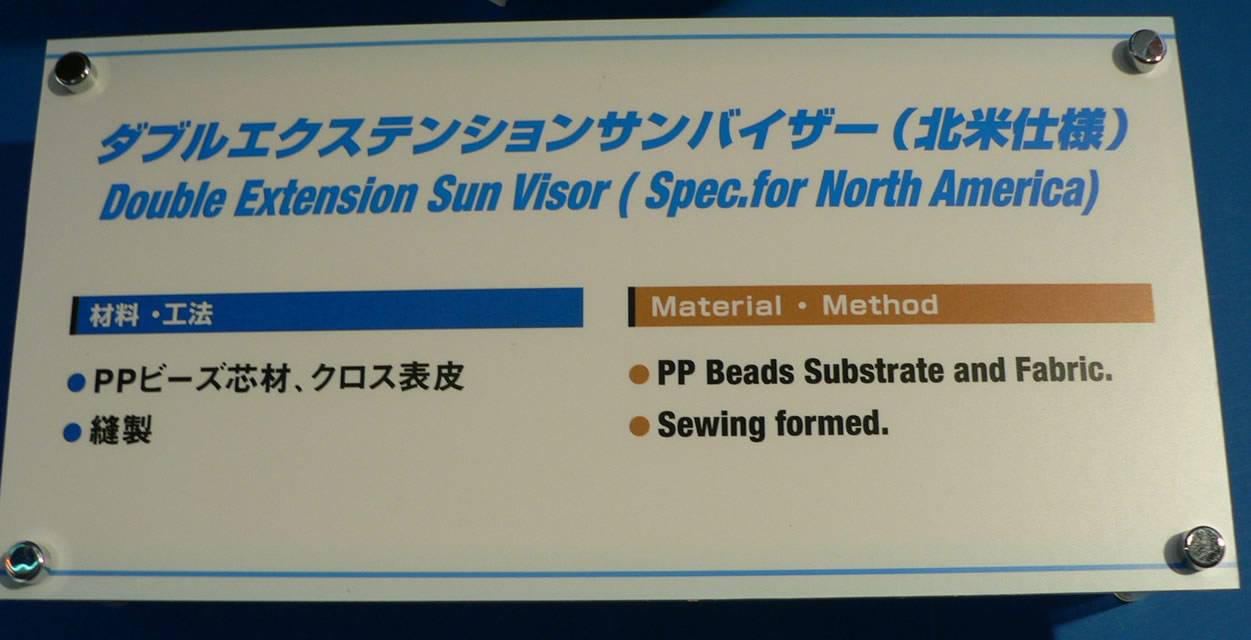 ダブルエクステンションサンバイザー（北米仕様）
Double Extension Sun Visor ( Spec.for North America)
材料・工法
●PPビーズ芯材、クロス表皮
●縫製
Material・Method
●PP Beads Substrate and Fabric.
●Sewing formed.